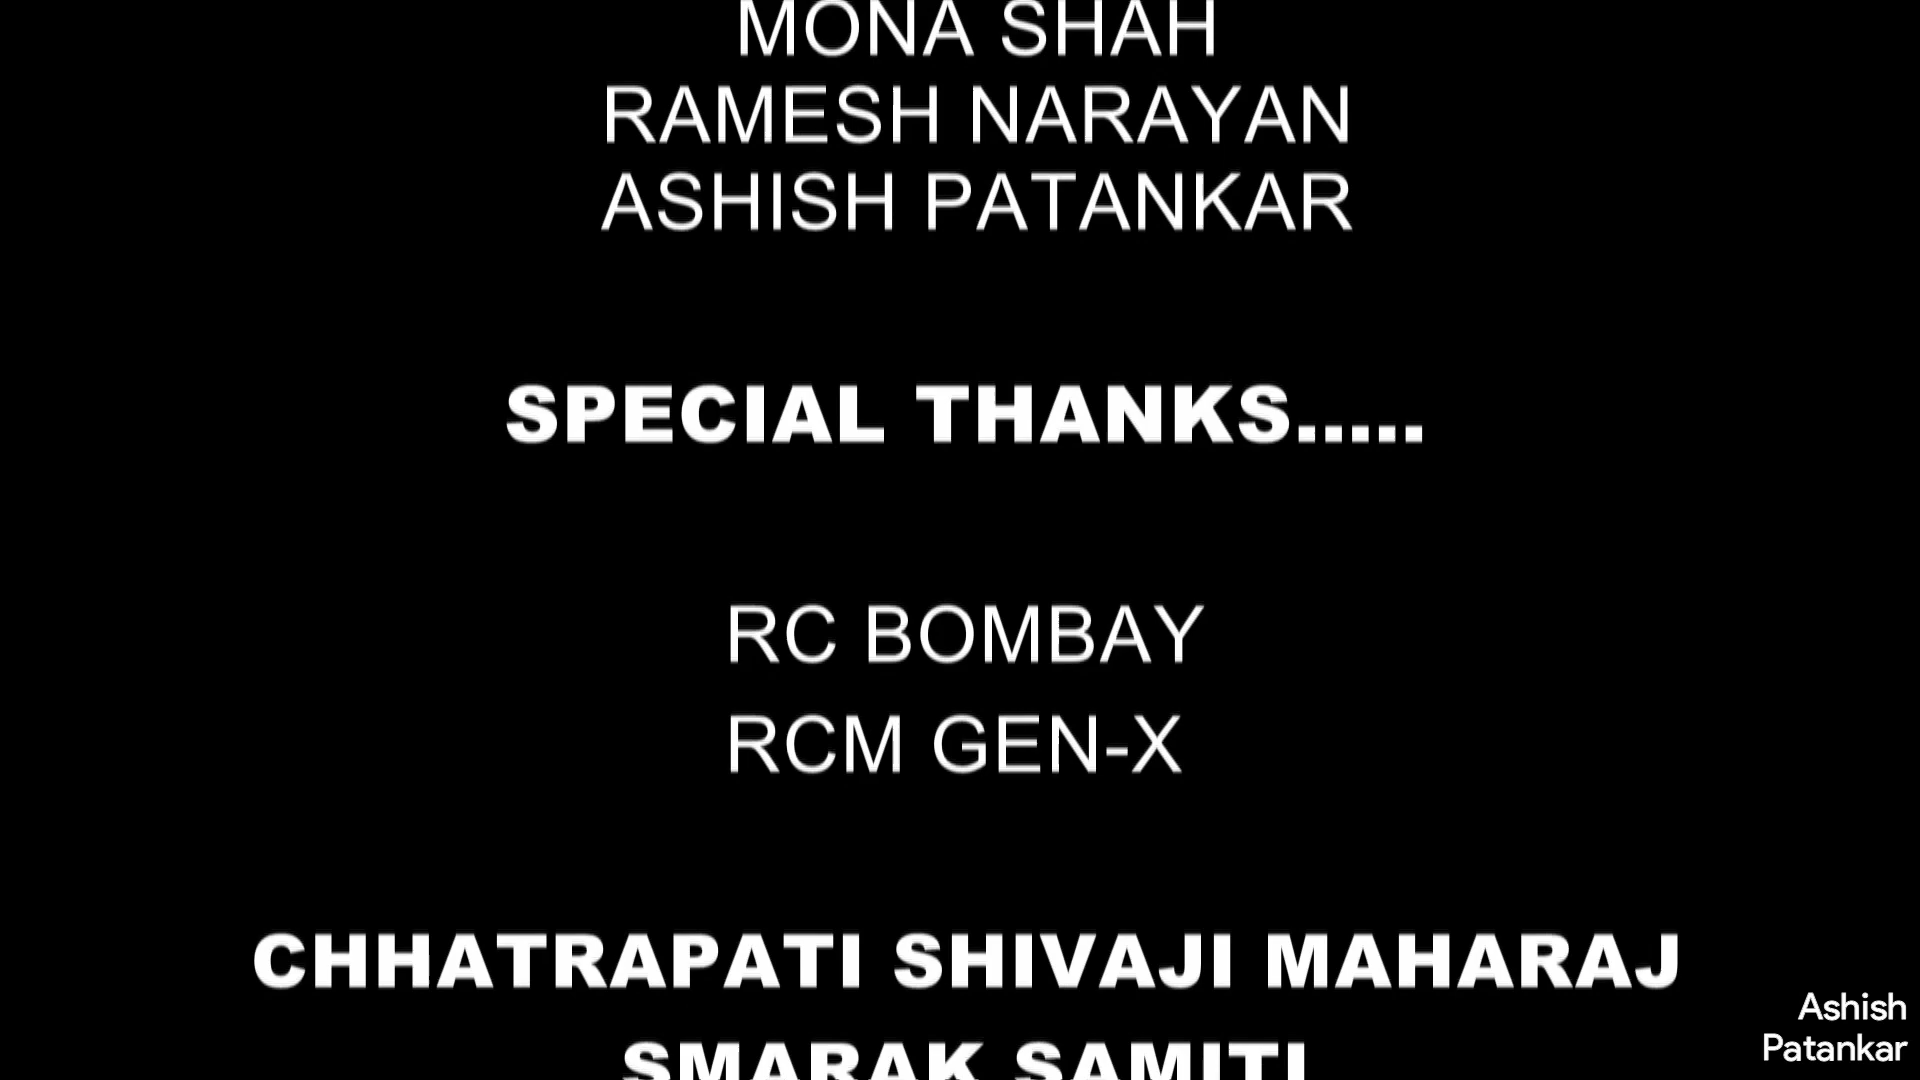 MONA SHAH
RAMESH NARAYAN
ASHISH PATANKAR
SPECIAL THANKS.....
RC BOMBAY
RCM GEN-X
CHHATRAPATI SHIVAJI MAHARAJ
SMARAK SAMITI
Ashish
Patankar